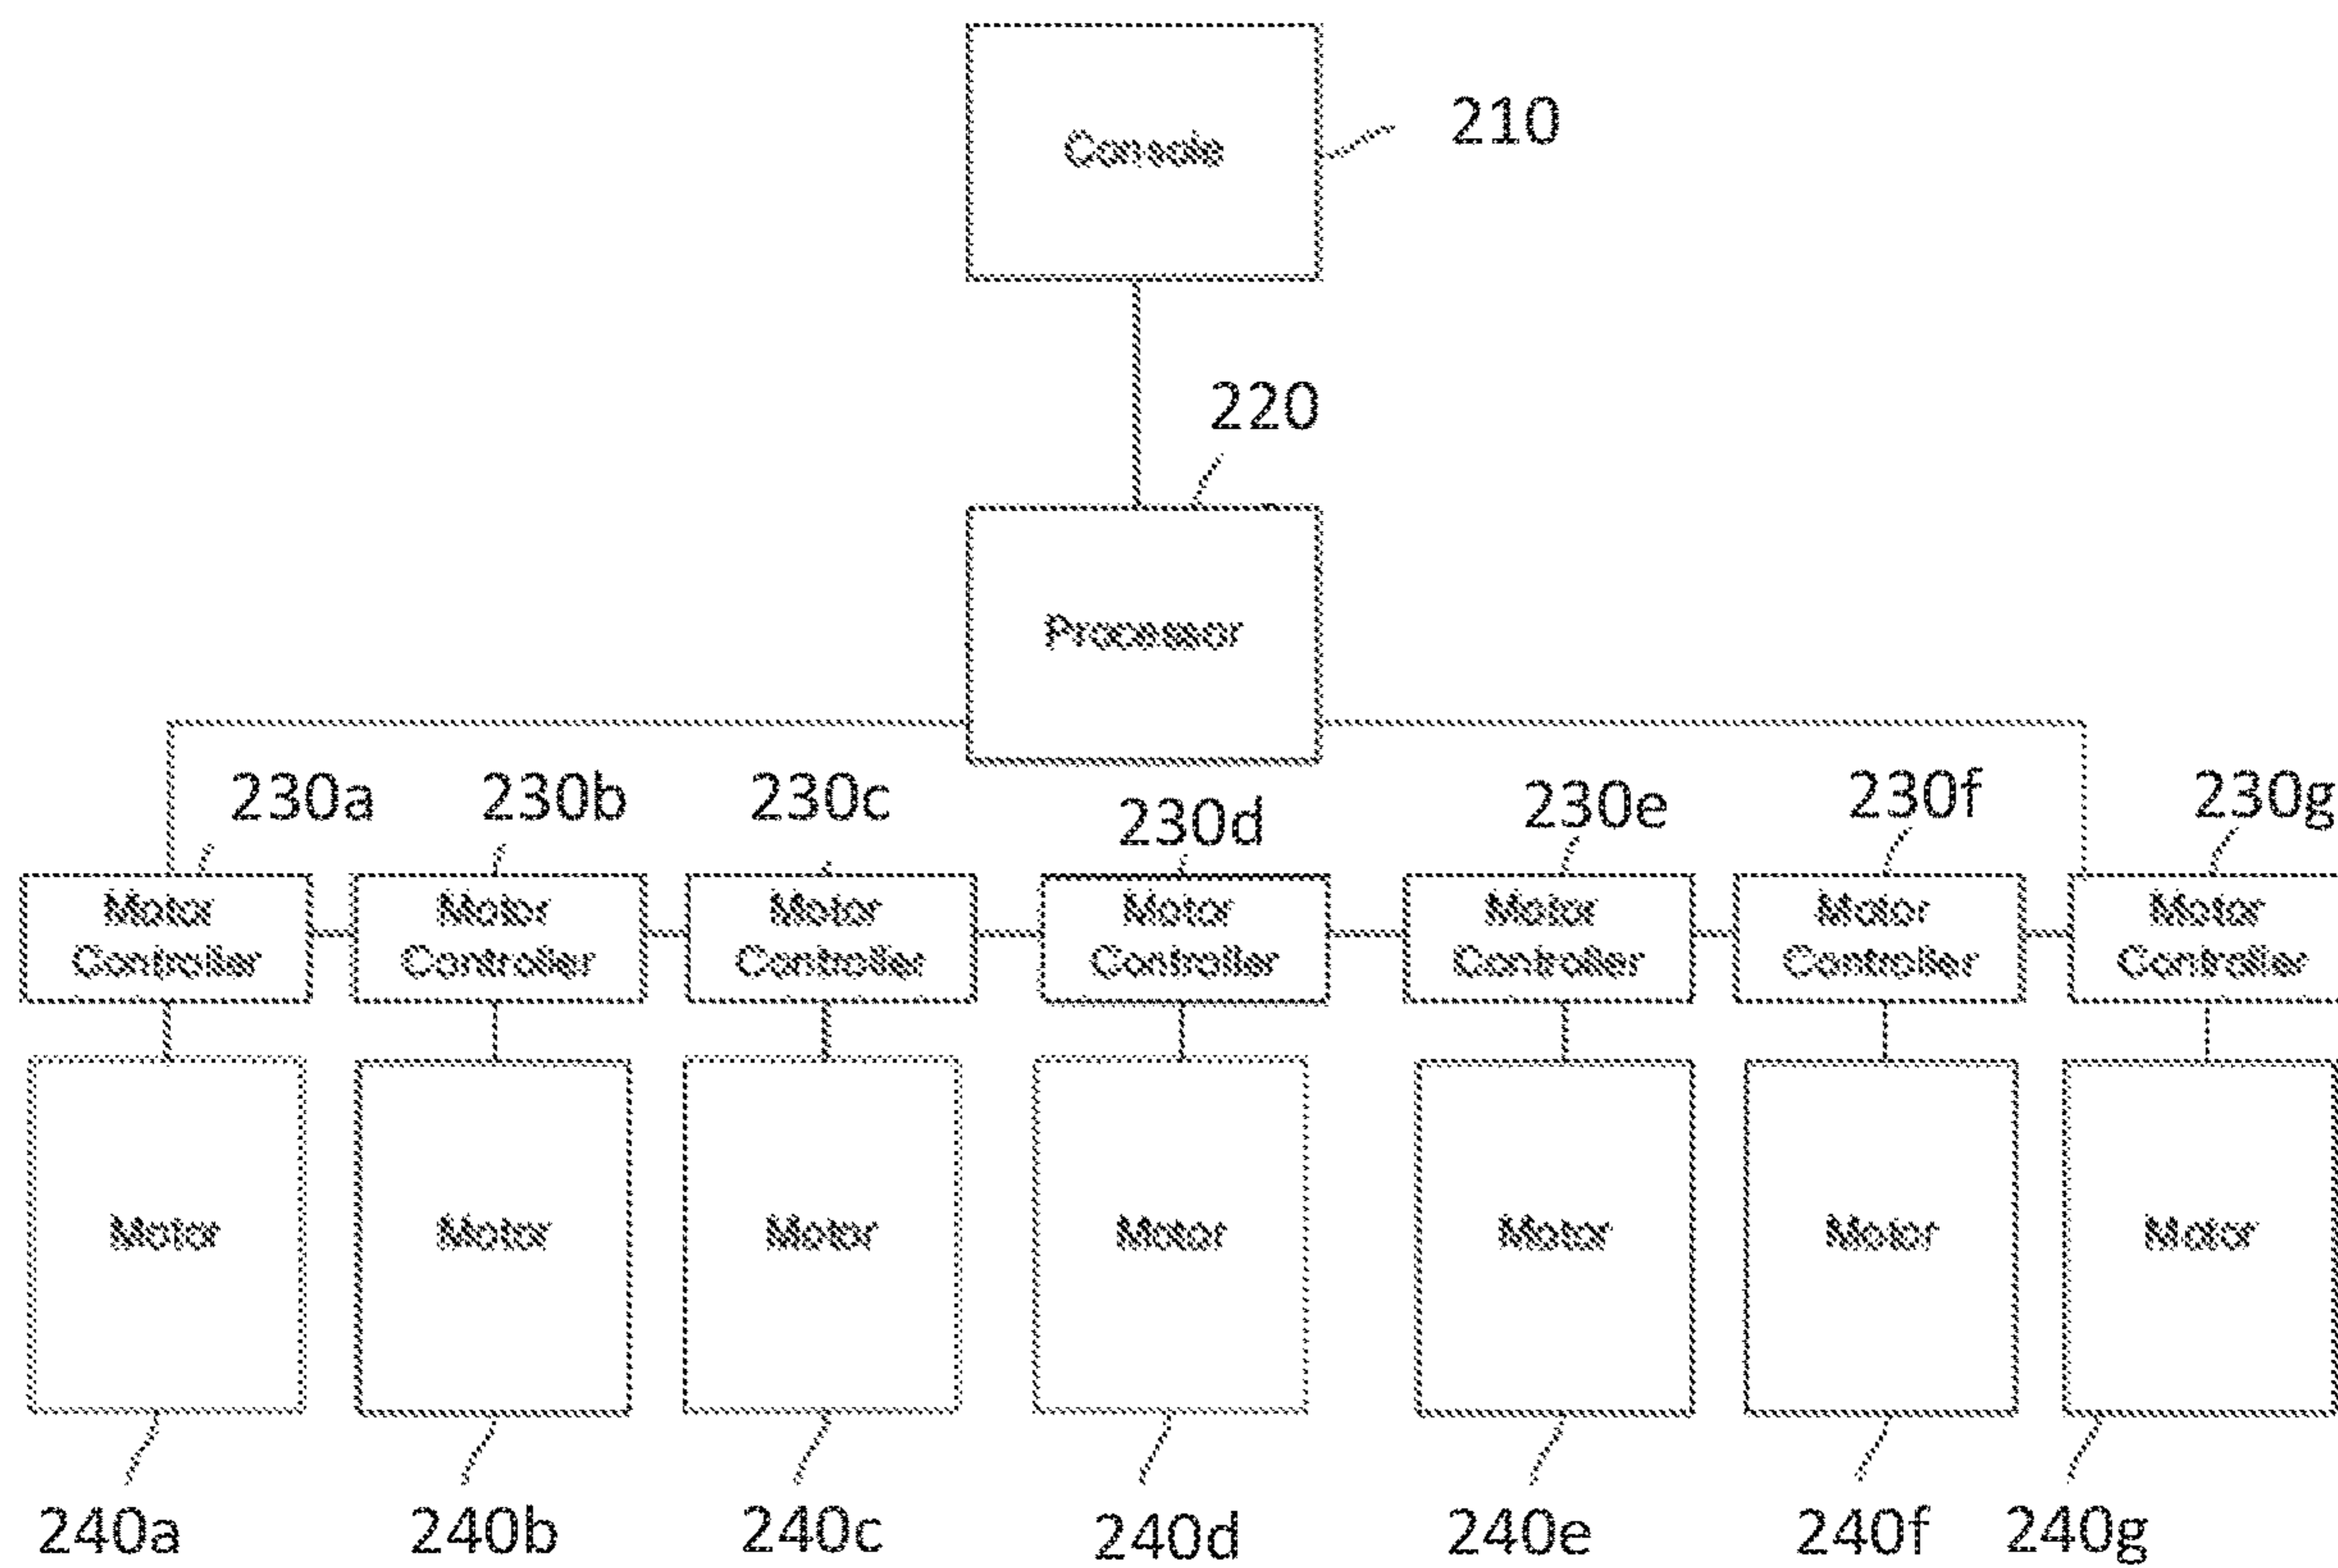 Console
210
220
Processor
230a
230b
230c
230d
230e
230f
230g
Motor
Controller
Motor
Controller
Motor
Controller
Motor
Controller
Motor
Controller
Motor
Controller
Motor
Controller
Motor
Motor
Motor
Motor
Motor
Motor
Motor
240a
240b
240c
240d
240e
240f
240g